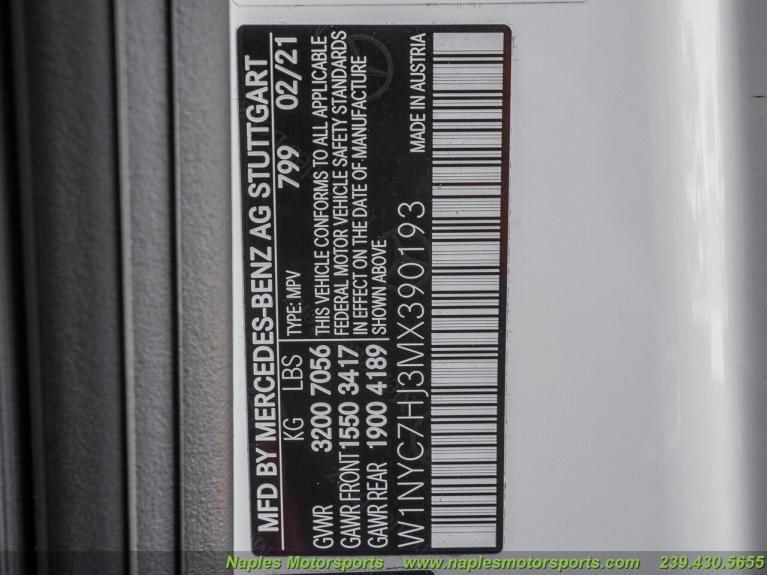 MFD BY MERCEDES-BENZ AG STUTTGART
KG LBS TYPE: MPV 799 02/21
GVWR 3200 7056 THIS VEHICLE CONFORMS TO ALL APPLICABLE
GAWR FRONT 1550 3417 FEDERAL MOTOR VEHICLE SAFETY STANDARDS
IN EFFECT ON THE DATE OF MANUFACTURE
GAWR REAR 1900 4189 SHOWN ABOVE
W1NYC7HJ3MX390193 MADE IN AUSTRIA
Naples Motorsports - www.naplesmotorsports.com - 239.430.5655